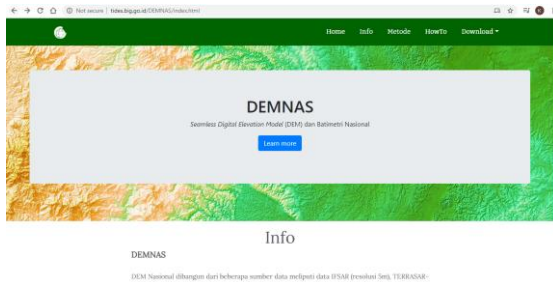 Not secure | tides.big.go.id/DEMNAS/index.html
Home Info Metode HowTo Download
DEMNAS
Seamless Digital Elevation Model (DEM) dan Batimetri Nasional
Learn more
Info
DEMNAS
DEM Nasional dibangun dari beberapa sumber data meliputi data IFSAR (resolusi 5m), TERRASAR-